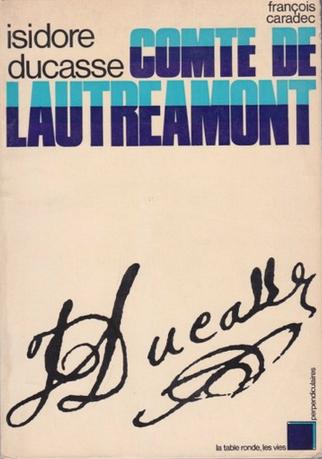 françois
caradec
isidore
ducasse
COMTE DE
LAUTREAMONT
J Ducasse
la table ronde, les vies
perpendiculaires